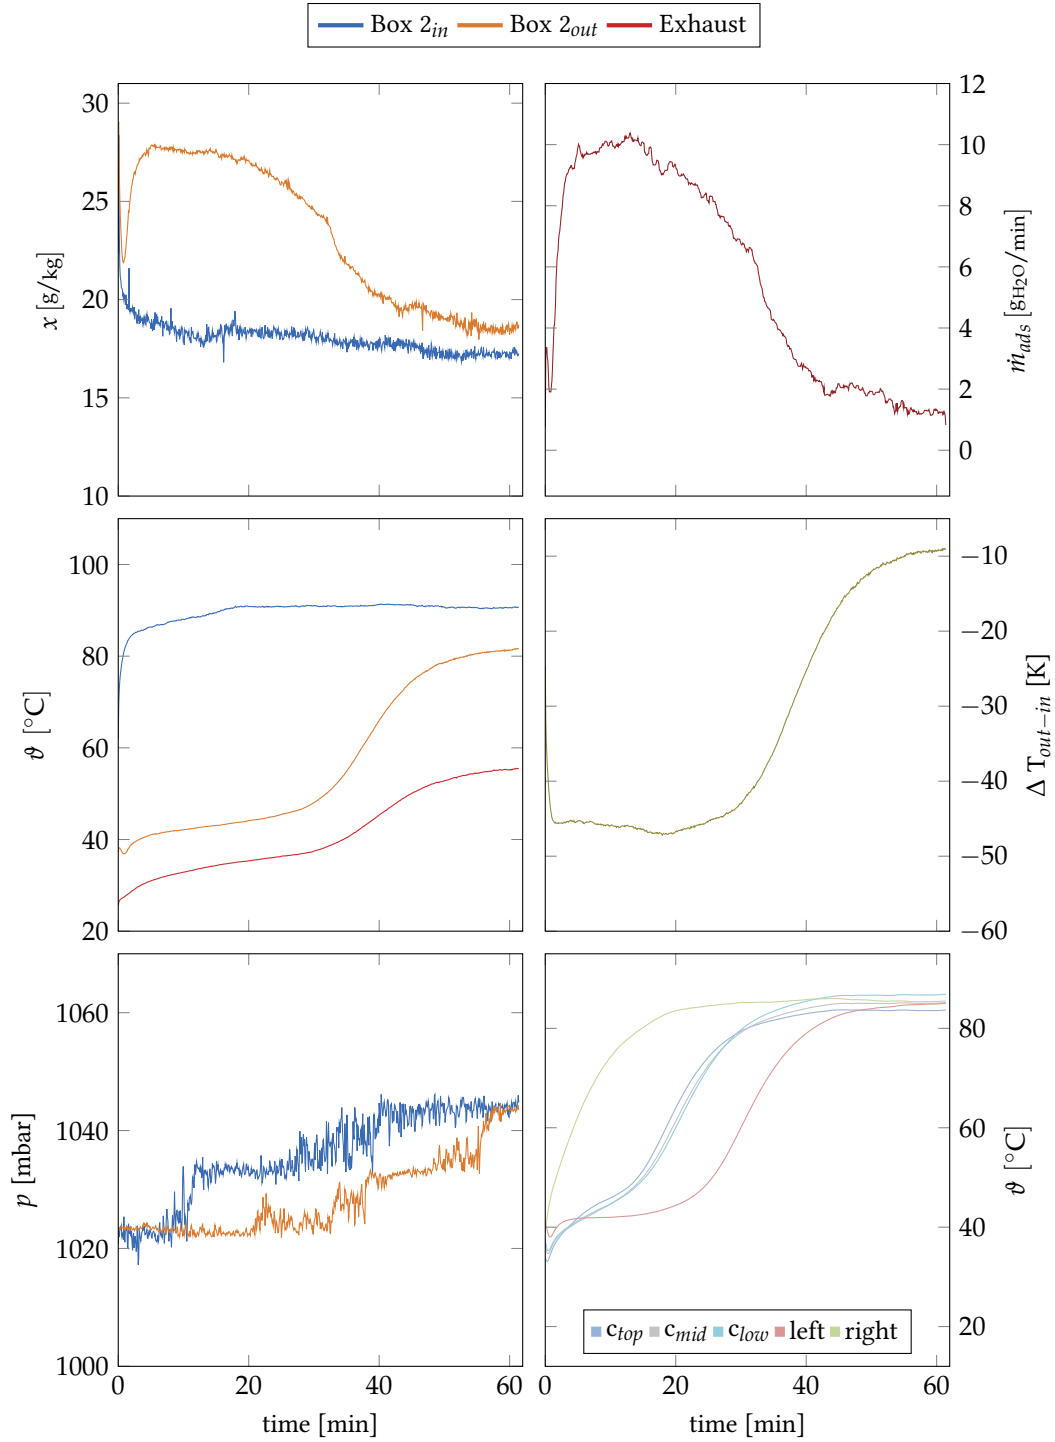 Box 2in Box 2out Exhaust
30
25
20
15
10
x [g/kg]
12
10
8
6
4
2
0
ṁads [gH2O/min]
100
80
60
40
20
ϑ [°C]
−10
−20
−30
−40
−50
−60
Δ Tout−in [K]
1060
1040
1020
1000
p [mbar]
80
60
40
20
ϑ [°C]
ctop cmid clow left right
0 20 40 60
time [min]
0 20 40 60
time [min]